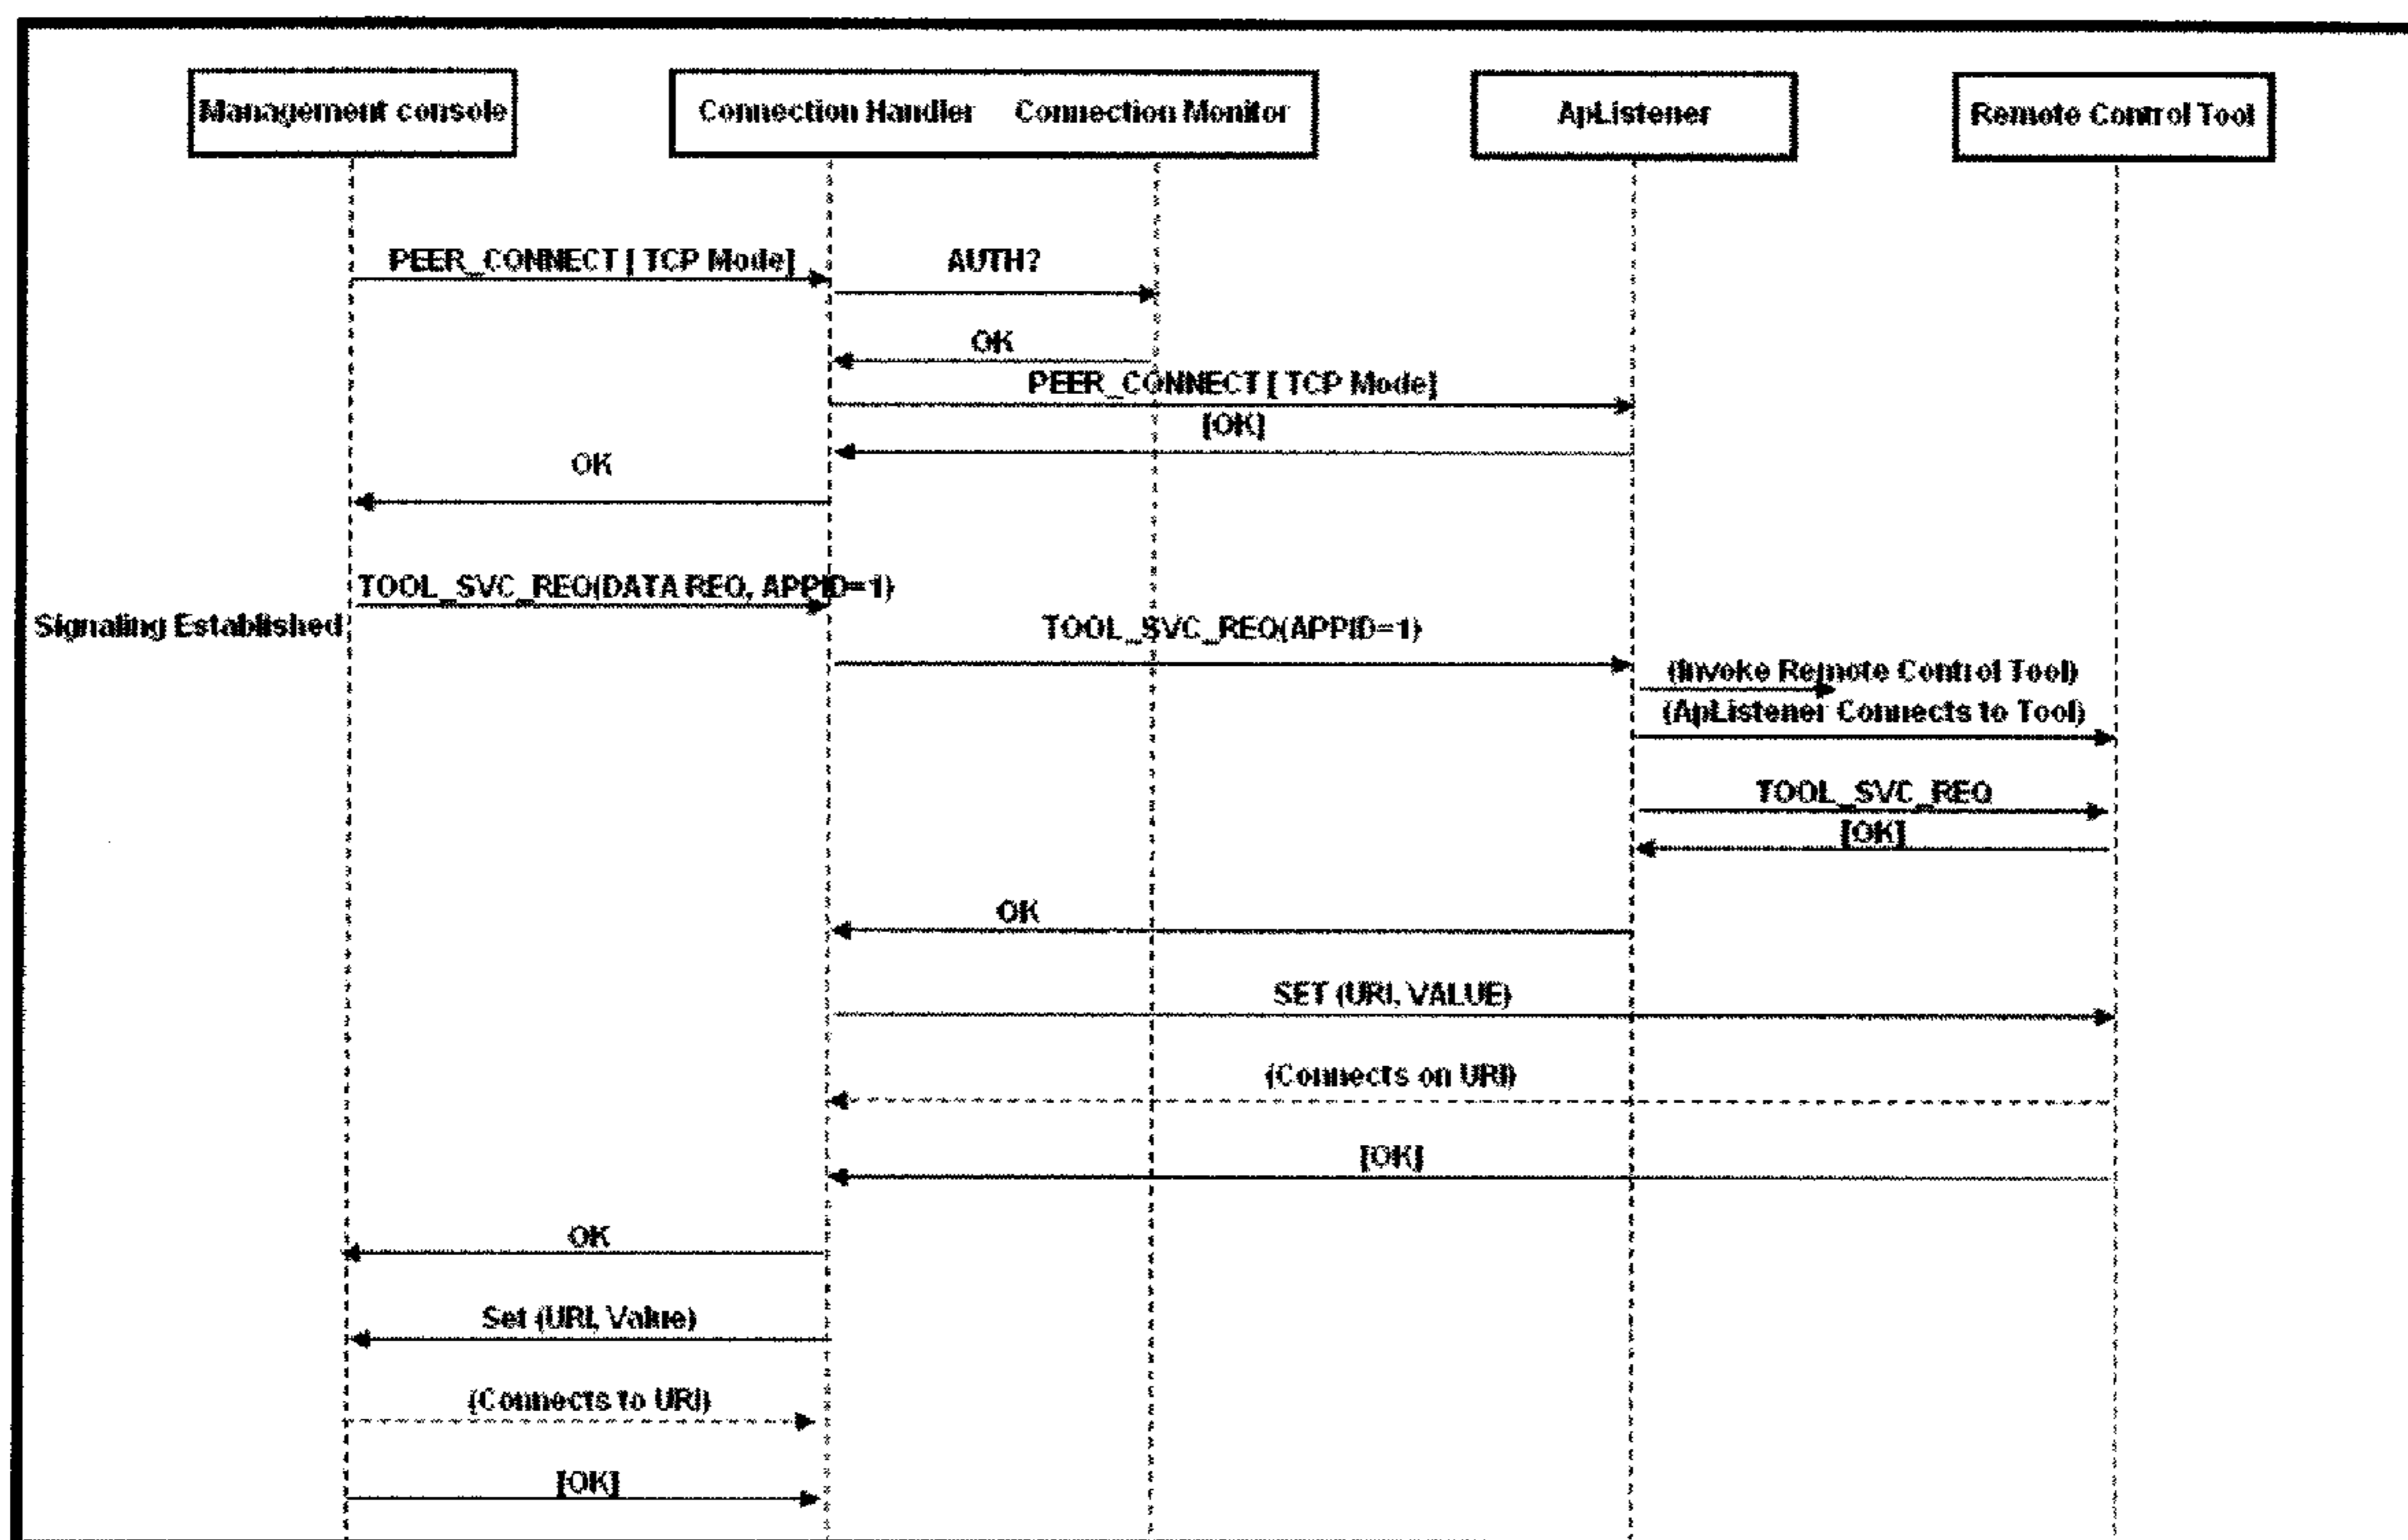 Management console
Connection Handler Connection Monitor
ApListener
Remote Control Tool
PEER_CONNECT [ TCP Mode]
AUTH?
OK
PEER_CONNECT [ TCP Mode]
[OK]
OK
TOOL_SVC_REQ(DATA REQ, APPID=1)
Signaling Established
TOOL_SVC_REQ(APPID=1)
(Invoke Remote Control Tool)
(ApListener Connects to Tool)
TOOL_SVC_REQ
[OK]
OK
SET (URI, VALUE)
(Connects on URI)
[OK]
OK
Set (URI, Value)
(Connects to URI)
[OK]